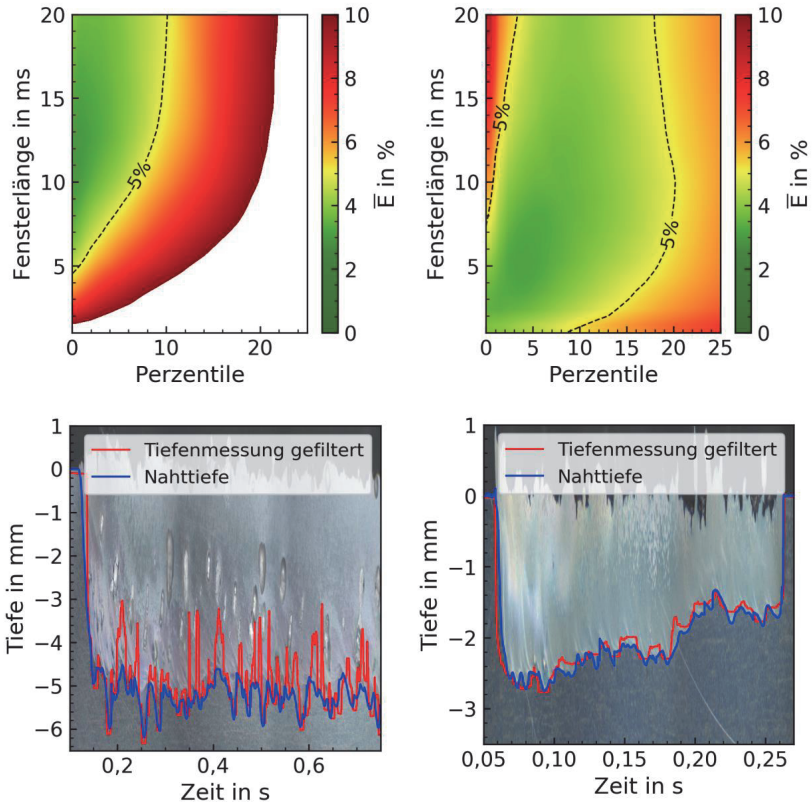 20
15
10
5
Fensterlänge in ms
0 10 20
Perzentile
5%
10
8
6
4
2
0
E̅ in %
20
15
10
5
Fensterlänge in ms
0 5 10 15 20 25
Perzentile
5%
5%
10
8
6
4
2
0
E̅ in %
1
0
−1
−2
−3
−4
−5
−6
Tiefe in mm
Tiefenmessung gefiltert
Nahttiefe
0,2 0,4 0,6
Zeit in s
1
0
−1
−2
−3
Tiefe in mm
Tiefenmessung gefiltert
Nahttiefe
0,05 0,10 0,15 0,20 0,25
Zeit in s